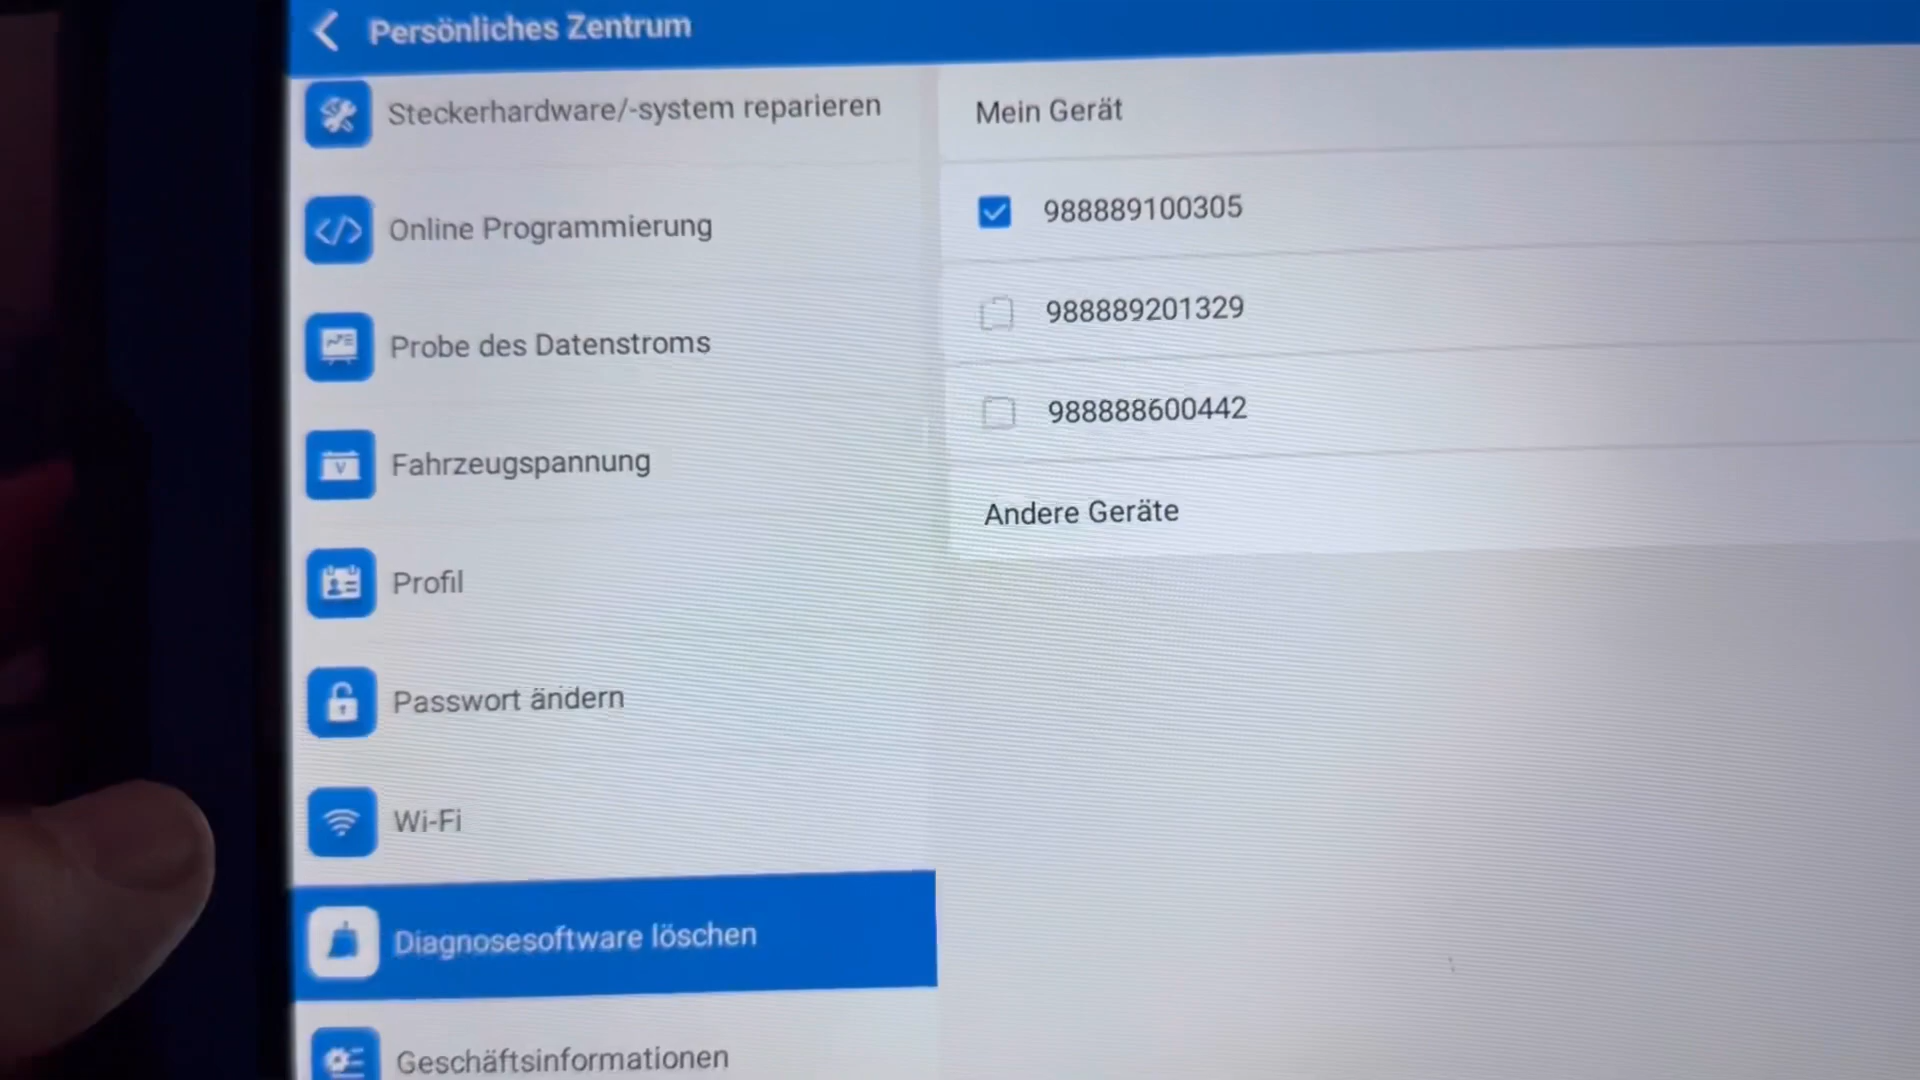 Persönliches Zentrum
Steckerhardware/-system reparieren
Online Programmierung
Probe des Datenstroms
Fahrzeugspannung
Profil
Passwort ändern
Wi-Fi
Diagnosesoftware löschen
Geschäftsinformationen
Mein Gerät
988889100305
988889201329
988888600442
Andere Geräte